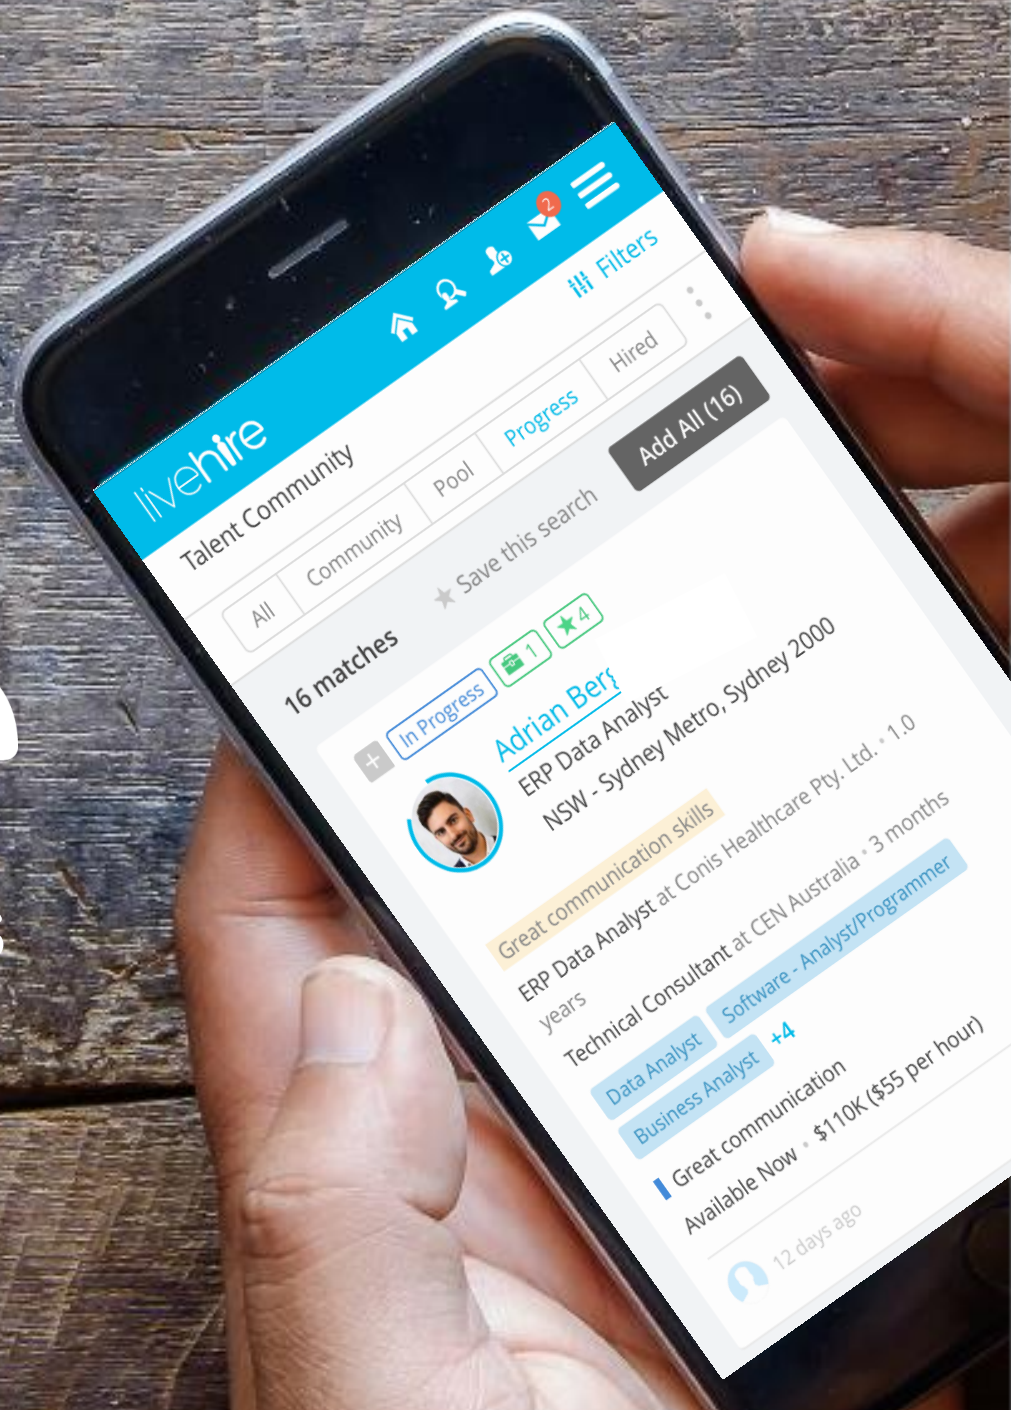 2
livehire
Filters
Talent Community
All Community Pool Progress Hired
16 matches ★ Save this search Add All (16)
+ In Progress 1 ★4
Adrian
ERP Data Analyst
NSW - Sydney Metro, Sydney 2000
Great communication skills
ERP Data Analyst at Conis Healthcare Pty. Ltd. • 1.0
years
Technical Consultant at CEN Australia • 3 months
Data Analyst Software - Analyst/Programmer
Business Analyst +4
Great communication
Available Now • $110K ($55 per hour)
12 days ago